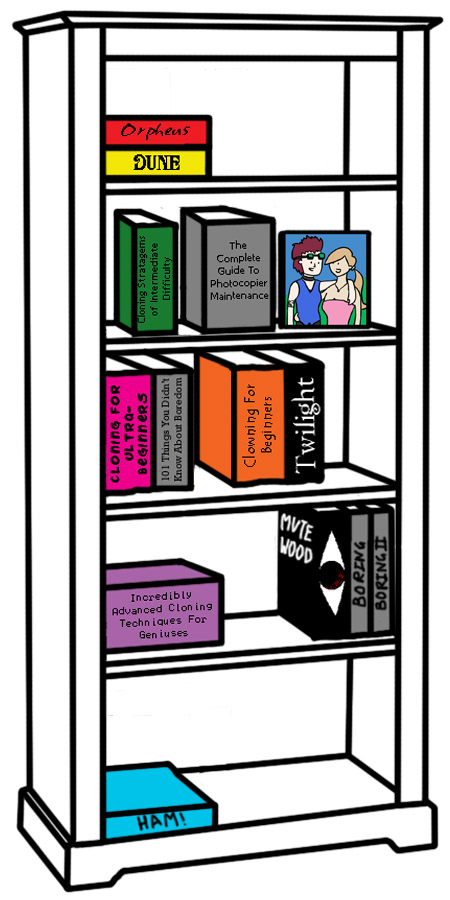 Orpheus
DUNE
Cloning Stratagems
of Intermediate
Difficulty
The
Complete
Guide To
Photocopier
Maintenance
CLONING FOR
ULTRA-
BEGINNERS
101 Things You Didn't
Know About Boredom
Clowning For
Beginners
Twilight
MUTE
WOOD
BORING
BORING II
Incredibly
Advanced Cloning
Techniques For
Geniuses
HAM!